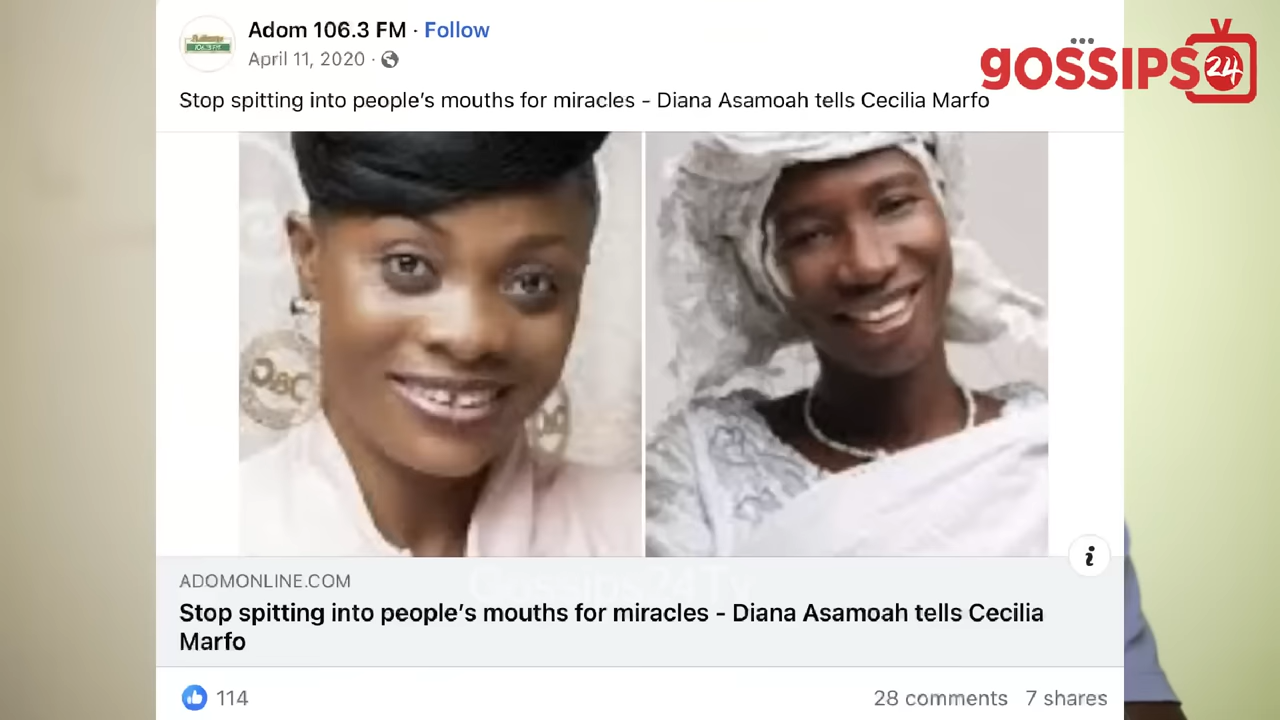 Adom 106.3 FM · Follow
April 11, 2020 ·
gOSSIPS 24
Stop spitting into people's mouths for miracles - Diana Asamoah tells Cecilia Marfo
DBC
Gossips24Tv
i
ADOMONLINE.COM
Stop spitting into people's mouths for miracles - Diana Asamoah tells Cecilia
Marfo
114
28 comments 7 shares